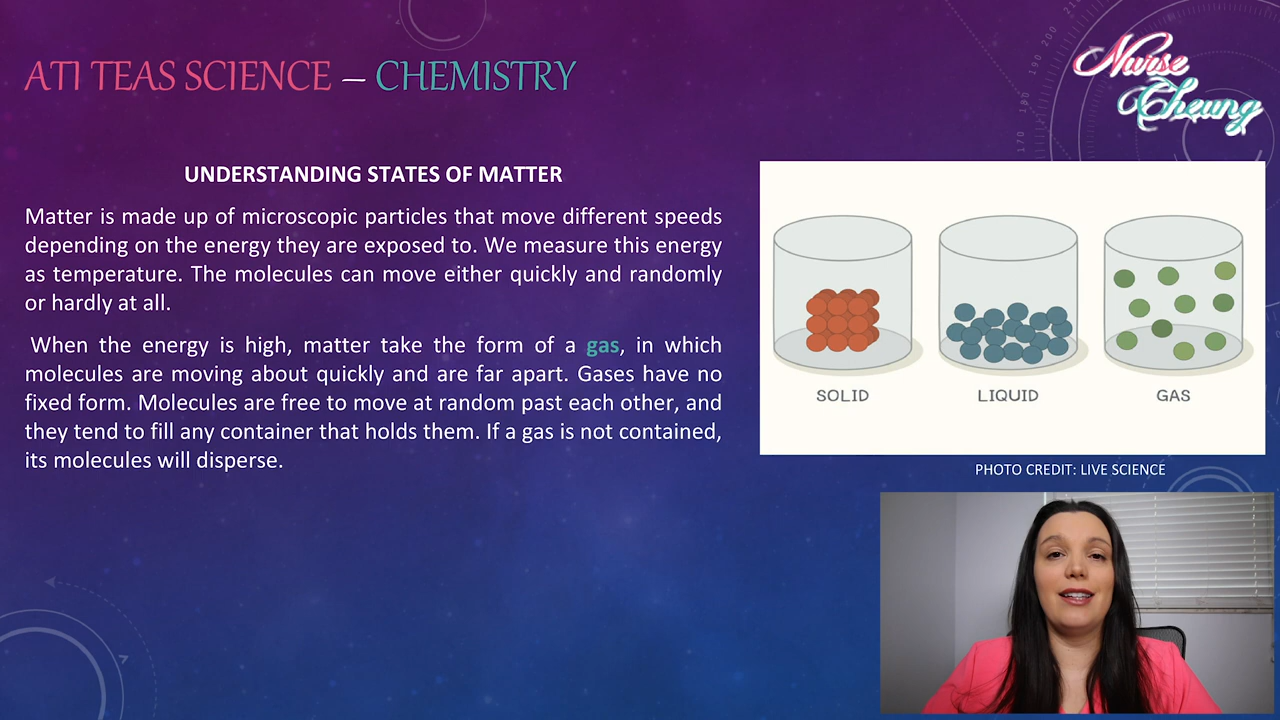 ATI TEAS SCIENCE – CHEMISTRY
Nurse
Cheung
UNDERSTANDING STATES OF MATTER
Matter is made up of microscopic particles that move different speeds
depending on the energy they are exposed to. We measure this energy
as temperature. The molecules can move either quickly and randomly
or hardly at all.
When the energy is high, matter take the form of a gas, in which
molecules are moving about quickly and are far apart. Gases have no
fixed form. Molecules are free to move at random past each other, and
they tend to fill any container that holds them. If a gas is not contained,
its molecules will disperse.
SOLID LIQUID GAS
PHOTO CREDIT: LIVE SCIENCE